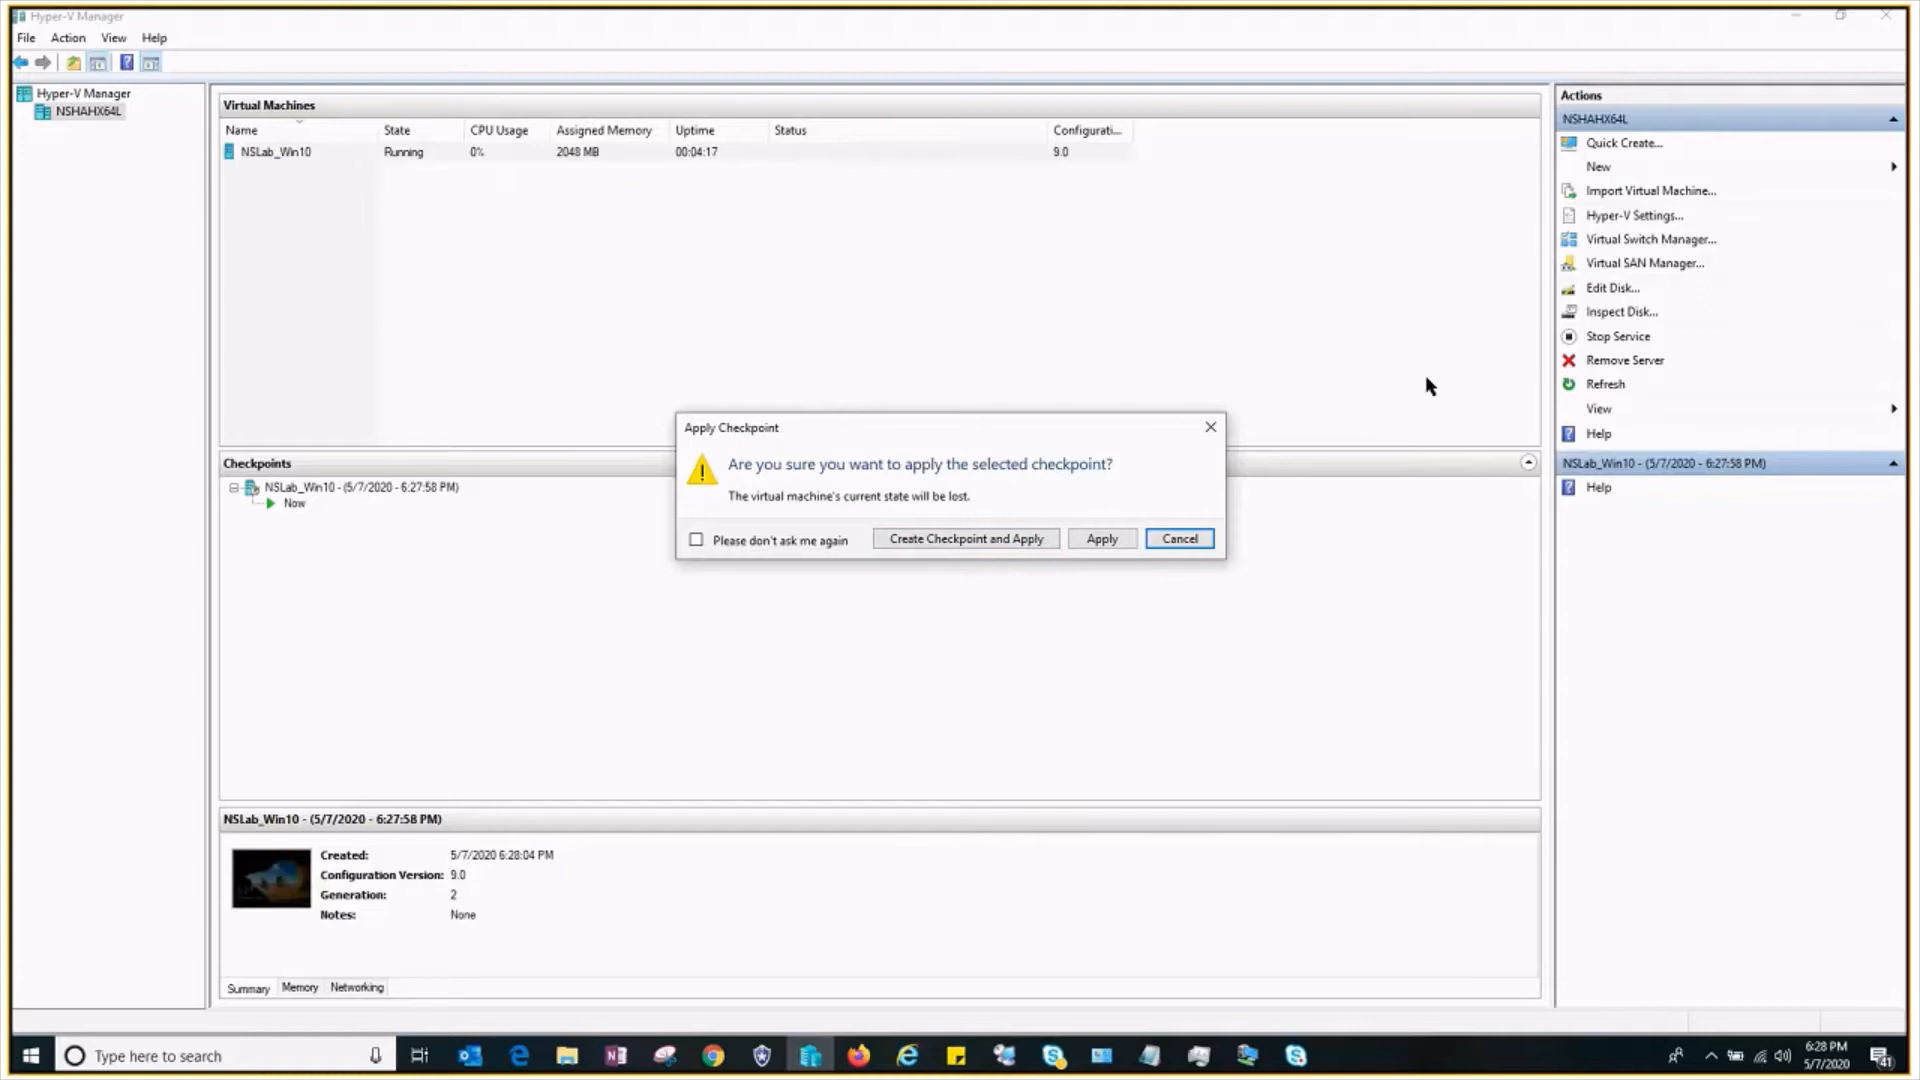 Hyper-V Manager
File Action View Help
Hyper-V Manager
NSHAHX64L
Virtual Machines
Name State CPU Usage Assigned Memory Uptime Status Configurati...
NSLab_Win10 Running 0% 2048 MB 00:04:17 9.0
Checkpoints
NSLab_Win10 - (5/7/2020 - 6:27:58 PM)
Now
Apply Checkpoint
Are you sure you want to apply the selected checkpoint?
The virtual machine's current state will be lost.
Please don't ask me again Create Checkpoint and Apply Apply Cancel
NSLab_Win10 - (5/7/2020 - 6:27:58 PM)
Created: 5/7/2020 6:28:04 PM
Configuration Version: 9.0
Generation: 2
Notes: None
Summary Memory Networking
Actions
NSHAHX64L
Quick Create...
New
Import Virtual Machine...
Hyper-V Settings...
Virtual Switch Manager...
Virtual SAN Manager...
Edit Disk...
Inspect Disk...
Stop Service
Remove Server
Refresh
View
Help
NSLab_Win10 - (5/7/2020 - 6:27:58 PM)
Help
Type here to search
6:28 PM
5/7/2020
41